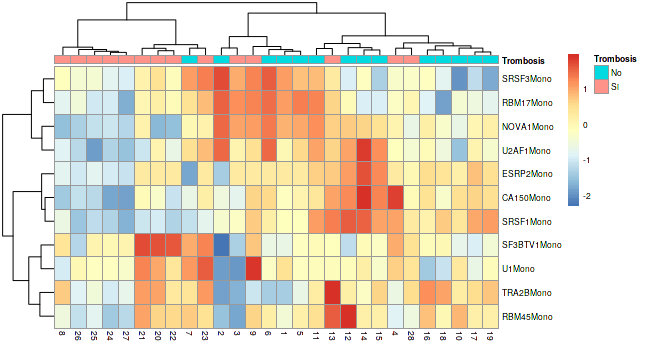 Trombosis
SRSF3Mono
RBM17Mono
NOVA1Mono
U2AF1Mono
ESRP2Mono
CA150Mono
SRSF1Mono
SF3BTV1Mono
U1Mono
TRA2BMono
RBM45Mono
8 26 25 24 27 21 20 22 7 23 2 3 9 6 1 5 11 13 12 14 15 4 28 16 18 10 17 19
1
0
-1
-2
Trombosis
No
SI